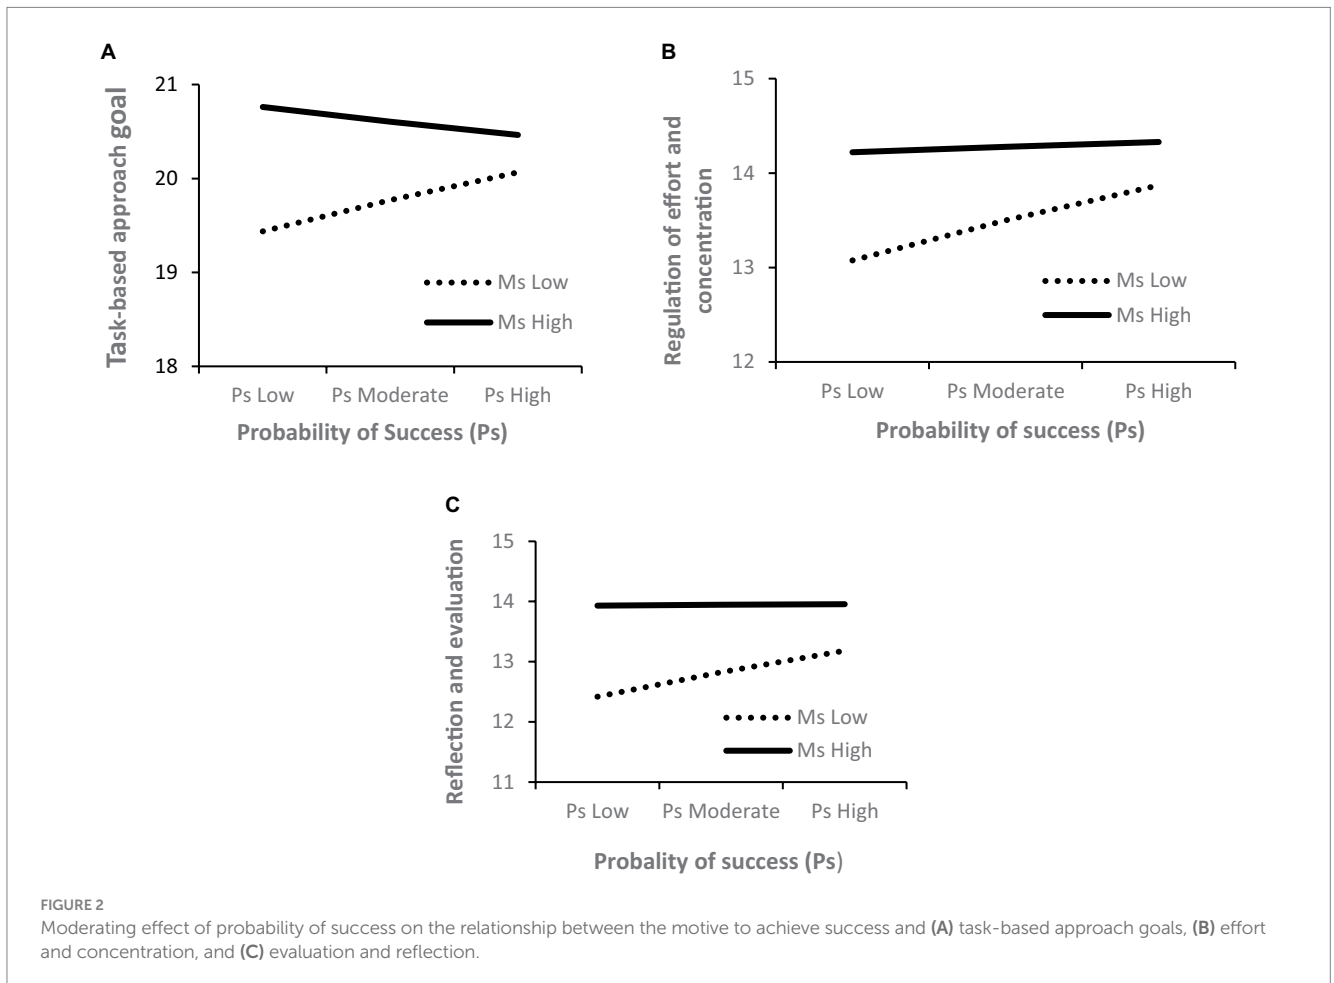 A
Task-based approach goal
21
20
19
18
Ms Low
Ms High
Ps Low
Ps Moderate
Ps High
Probability of Success (Ps)
B
Regulation of effort and
concentration
15
14
13
12
Ms Low
Ms High
Ps Low
Ps Moderate
Ps High
Probability of success (Ps)
C
Reflection and evaluation
15
14
13
12
11
Ms Low
Ms High
Ps Low
Ps Moderate
Ps High
Probality of success (Ps)
FIGURE 2
Moderating effect of probability of success on the relationship between the motive to achieve success and (A) task-based approach goals, (B) effort
and concentration, and (C) evaluation and reflection.